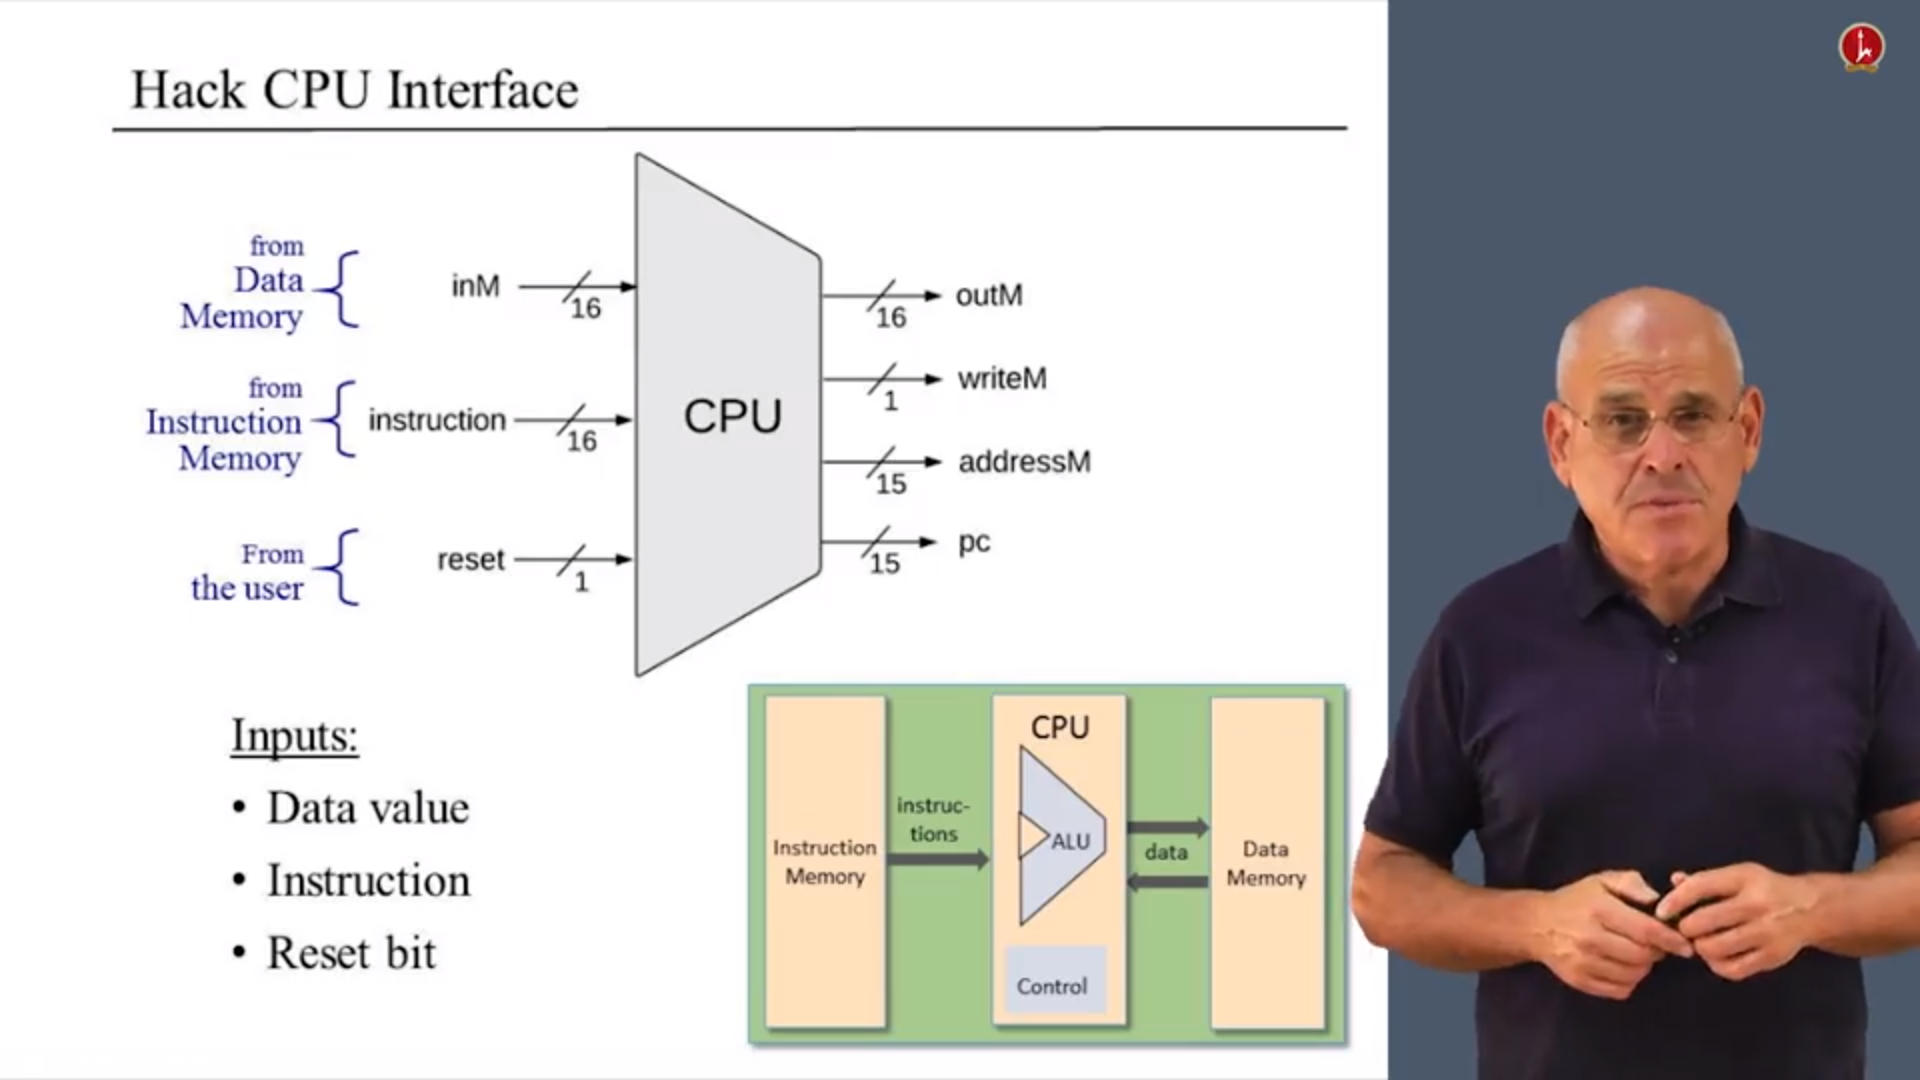 Hack CPU Interface
from
Data
Memory
inM
16
from
Instruction
Memory
instruction
16
From
the user
reset
1
CPU
16
outM
1
writeM
15
addressM
15
pc
Inputs:
• Data value
• Instruction
• Reset bit
Instruction
Memory
instruc-
tions
CPU
ALU
Control
data
Data
Memory